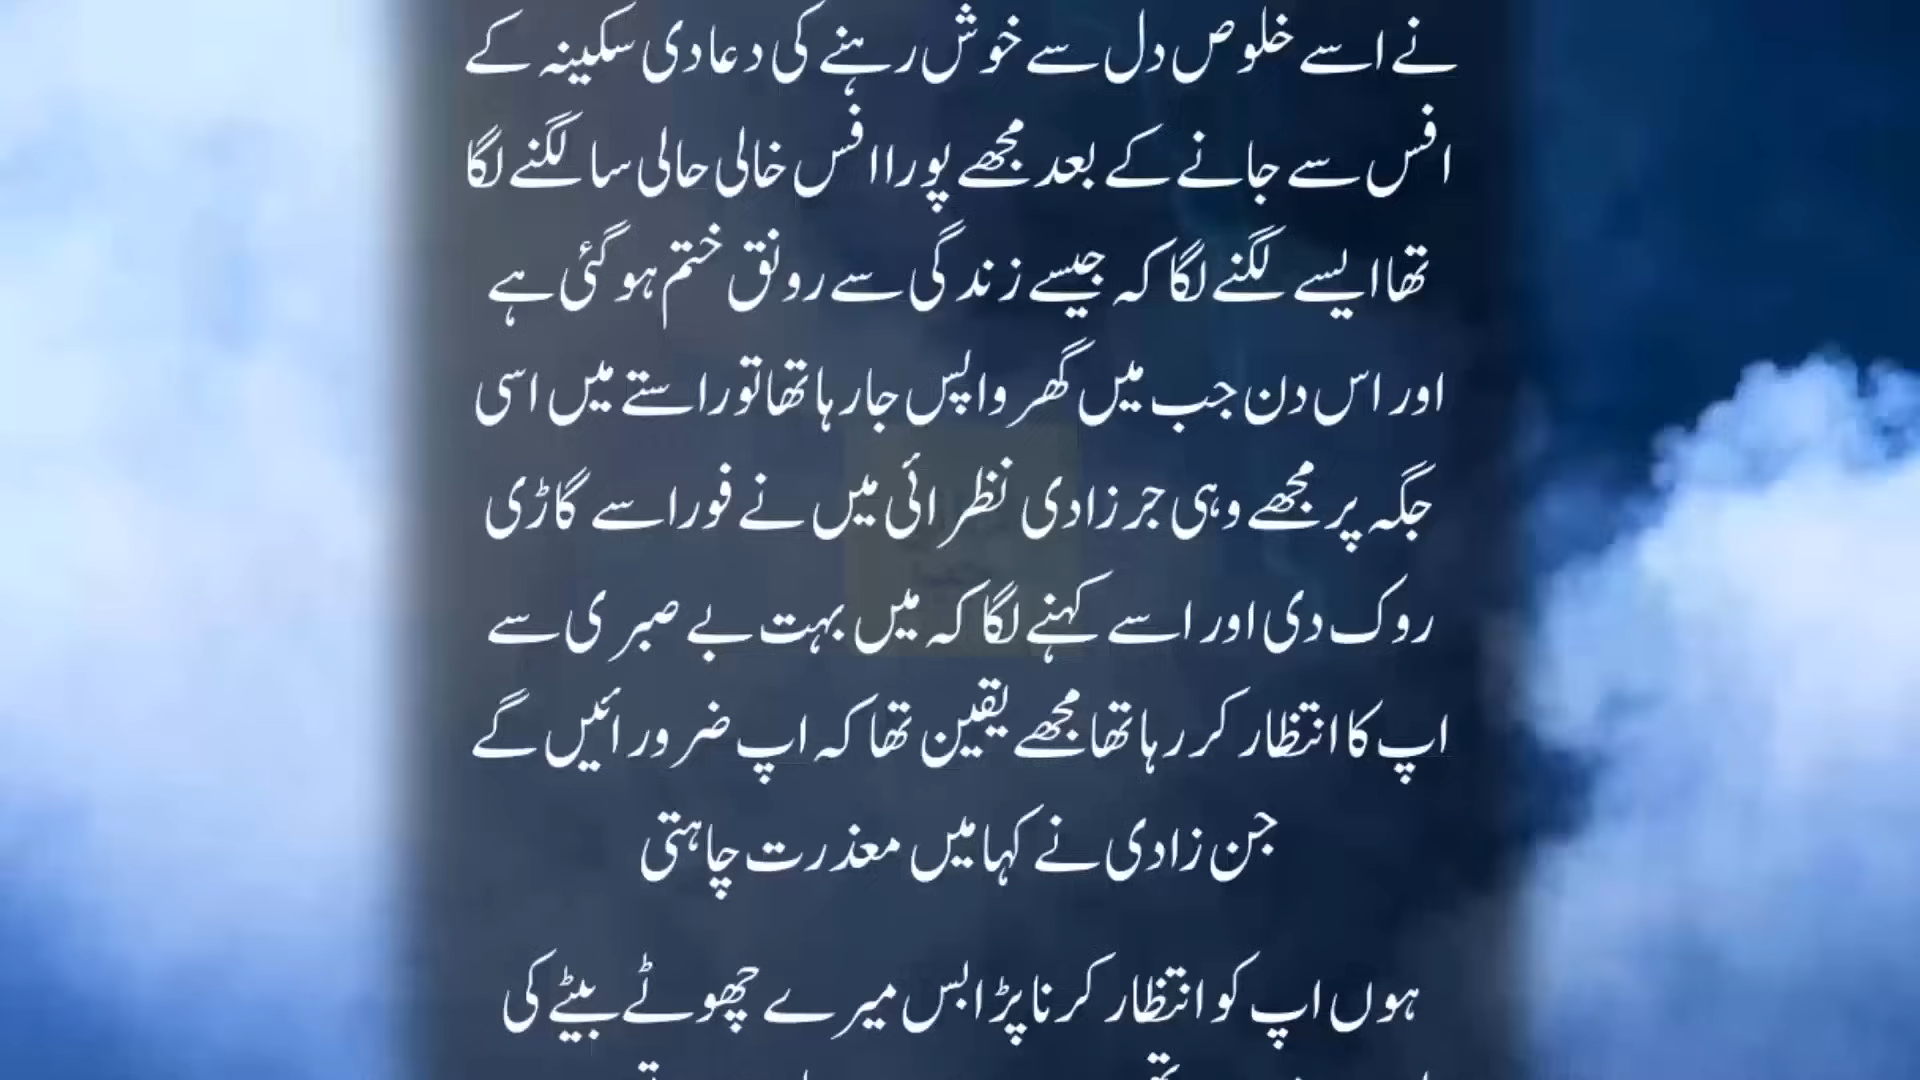 نے اسے خلوص دل سے خوش رہنے کی دعا دی سکینہ کے
افس سے جانے کے بعد مجھے پورا افس خالی حالی سا لگنے لگا
تھا ایسے لگنے لگا کہ جیسے زندگی سے رونق ختم ہو گئی ہے
اور اس دن جب میں گھر واپس جا رہا تھا تو راستے میں اسی
جگہ پر مجھے وہی جر زادی نظر ائی میں نے فورا سے گاڑی
روک دی اور اسے کہنے لگا کہ میں بہت بے صبری سے
اپ کا انتظار کر رہا تھا مجھے یقین تھا کہ اپ ضرور ائیں گے
جن زادی نے کہا میں معذرت چاہتی
ہوں اپ کو انتظار کرنا پڑا بس میرے چھوٹے بیٹے کی